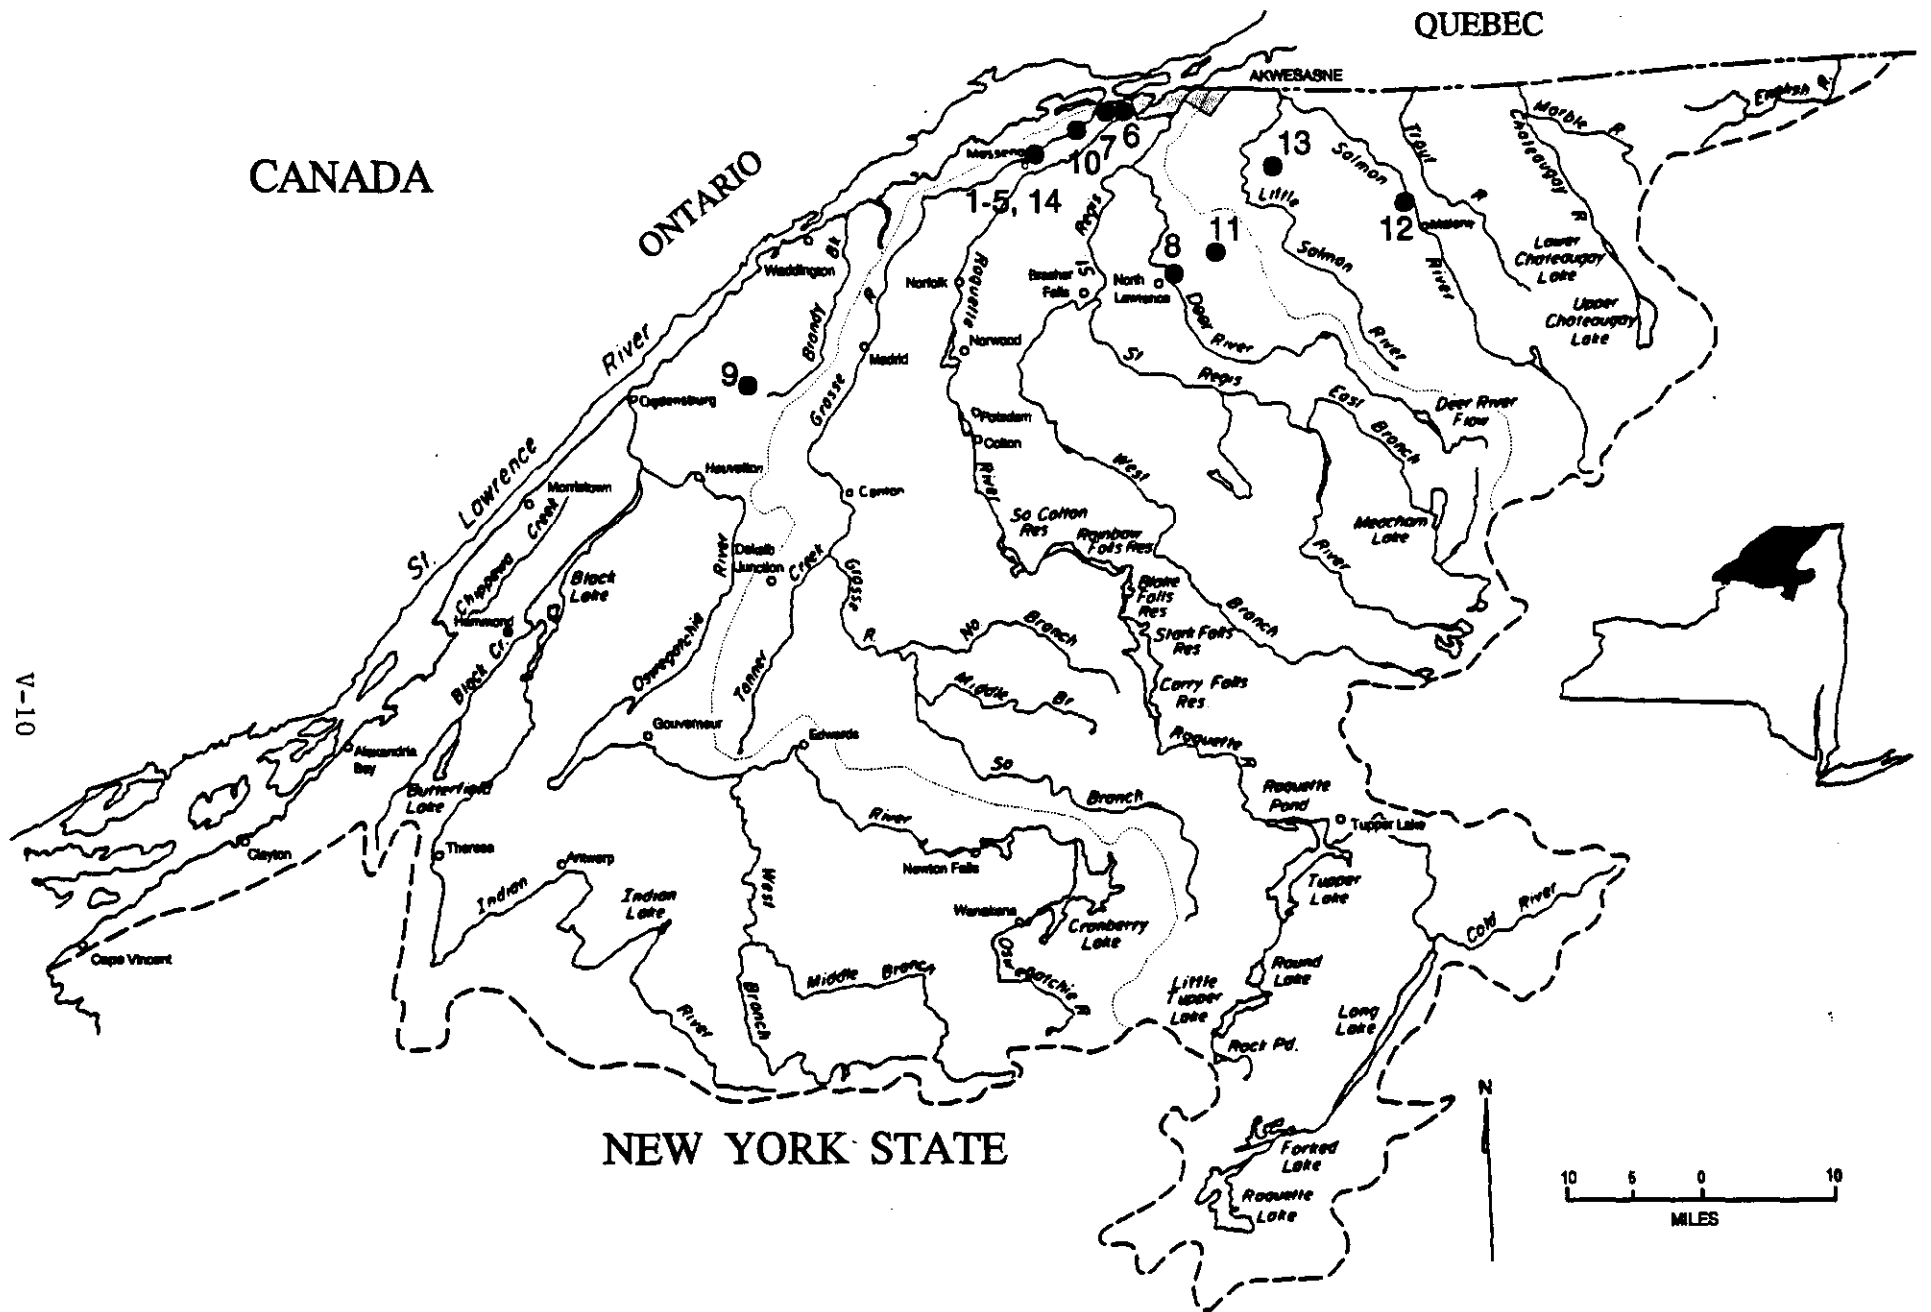 QUEBEC
AKWESASNE
English R.
CANADA
ONTARIO
Massena
6
7
10
1-5, 14
13
12
11
8
9
Marble R
Chateaugay R
Trout R
Salmon River
Malone
Little Salmon River
Lower
Chateaugay
Lake
Upper
Chateaugay
Lake
St Regis
Brasher
Falls
North
Lawrence
Deer River
Waddington
Brandy Bk
Grasse R
Norfolk
Raquette River
Madrid
Norwood
St Regis River
East Branch
Deer River
Flow
Ogdensburg
Potsdam
Colton
St. Lawrence River
Heuvelton
Canton
West Branch
Meacham
Lake
Morristown
Chippewa Creek
So Colton
Res
Rainbow
Falls Res
Dekalb
Junction
Tanner Creek
Grasse R
Blake
Falls
Res
Black
Lake
Hammond
Black Cr.
Oswegatchie River
No Branch
Stark Falls
Res
Middle Br
Carry Falls
Res
V-10
Gouverneur
Edwards
Raquette R
Alexandria
Bay
Butterfield
Lake
So Branch
Raquette
Pond
Tupper Lake
River
Clayton
Theresa
Antwerp
Newton Falls
Tupper
Lake
Indian
Indian
Lake
West
Wanakena
Cranberry
Lake
Cold River
Cape Vincent
Middle Branch
Oswegatchie R
Round
Lake
Little
Tupper
Lake
Long
Lake
River
Branch
Rock Pd.
NEW YORK STATE
N
Forked
Lake
Raquette
Lake
10 5 0 10
MILES